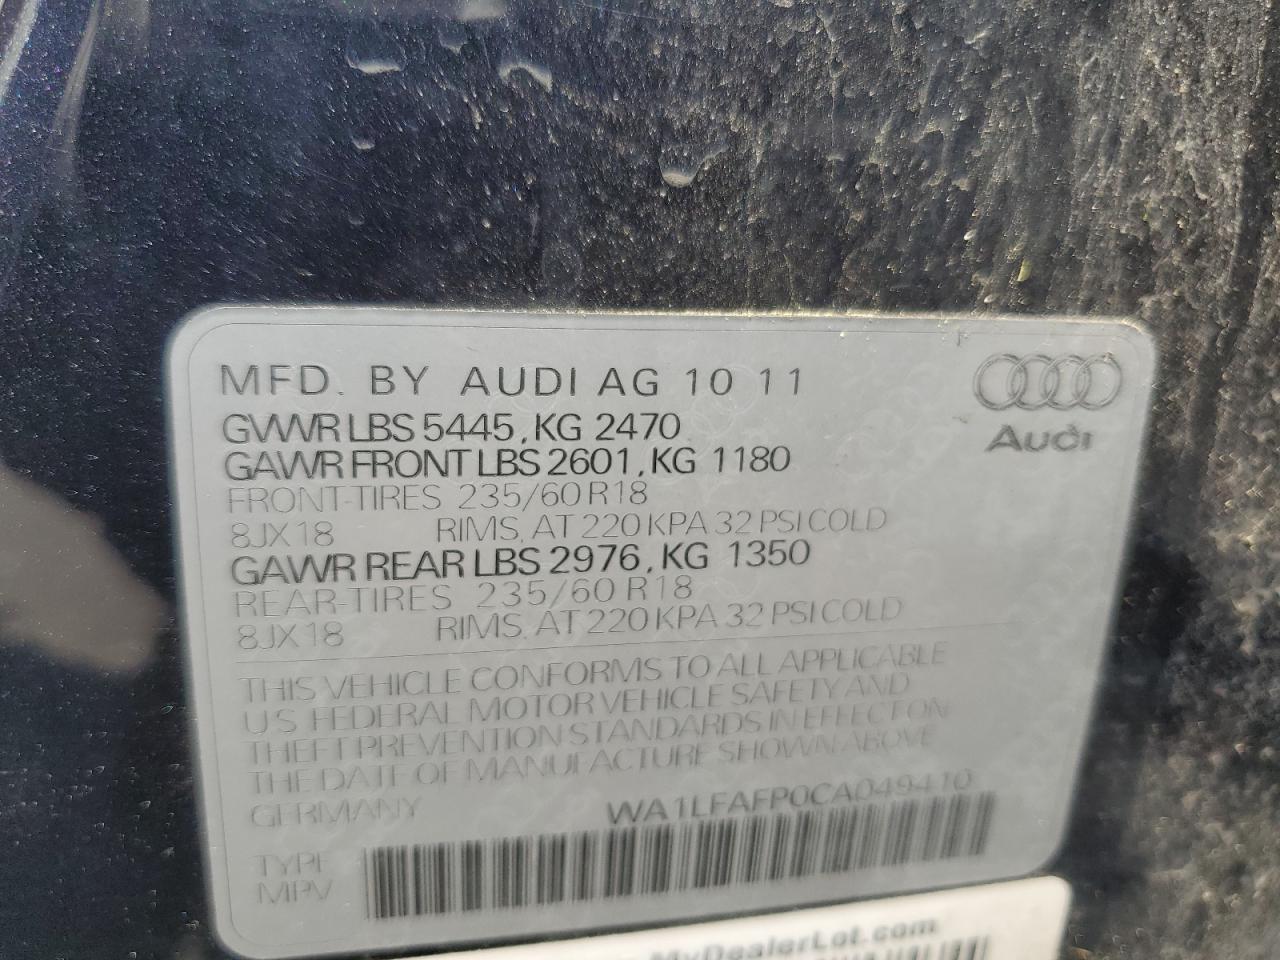 MFD. BY AUDI AG 10 11
Audi
GVWR LBS 5445, KG 2470
GAWR FRONT LBS 2601, KG 1180
FRONT-TIRES 235/60 R18
8JX18 RIMS, AT 220 KPA 32 PSI COLD
GAWR REAR LBS 2976, KG 1350
REAR-TIRES 235/60 R18
8JX18 RIMS, AT 220 KPA 32 PSI COLD
THIS VEHICLE CONFORMS TO ALL APPLICABLE
U.S. FEDERAL MOTOR VEHICLE SAFETY AND
THEFT PREVENTION STANDARDS IN EFFECT ON
THE DATE OF MANUFACTURE SHOWN ABOVE
GERMANY WA1LFAFP0CA049410
TYPE
MPV
MyDealerLot.com